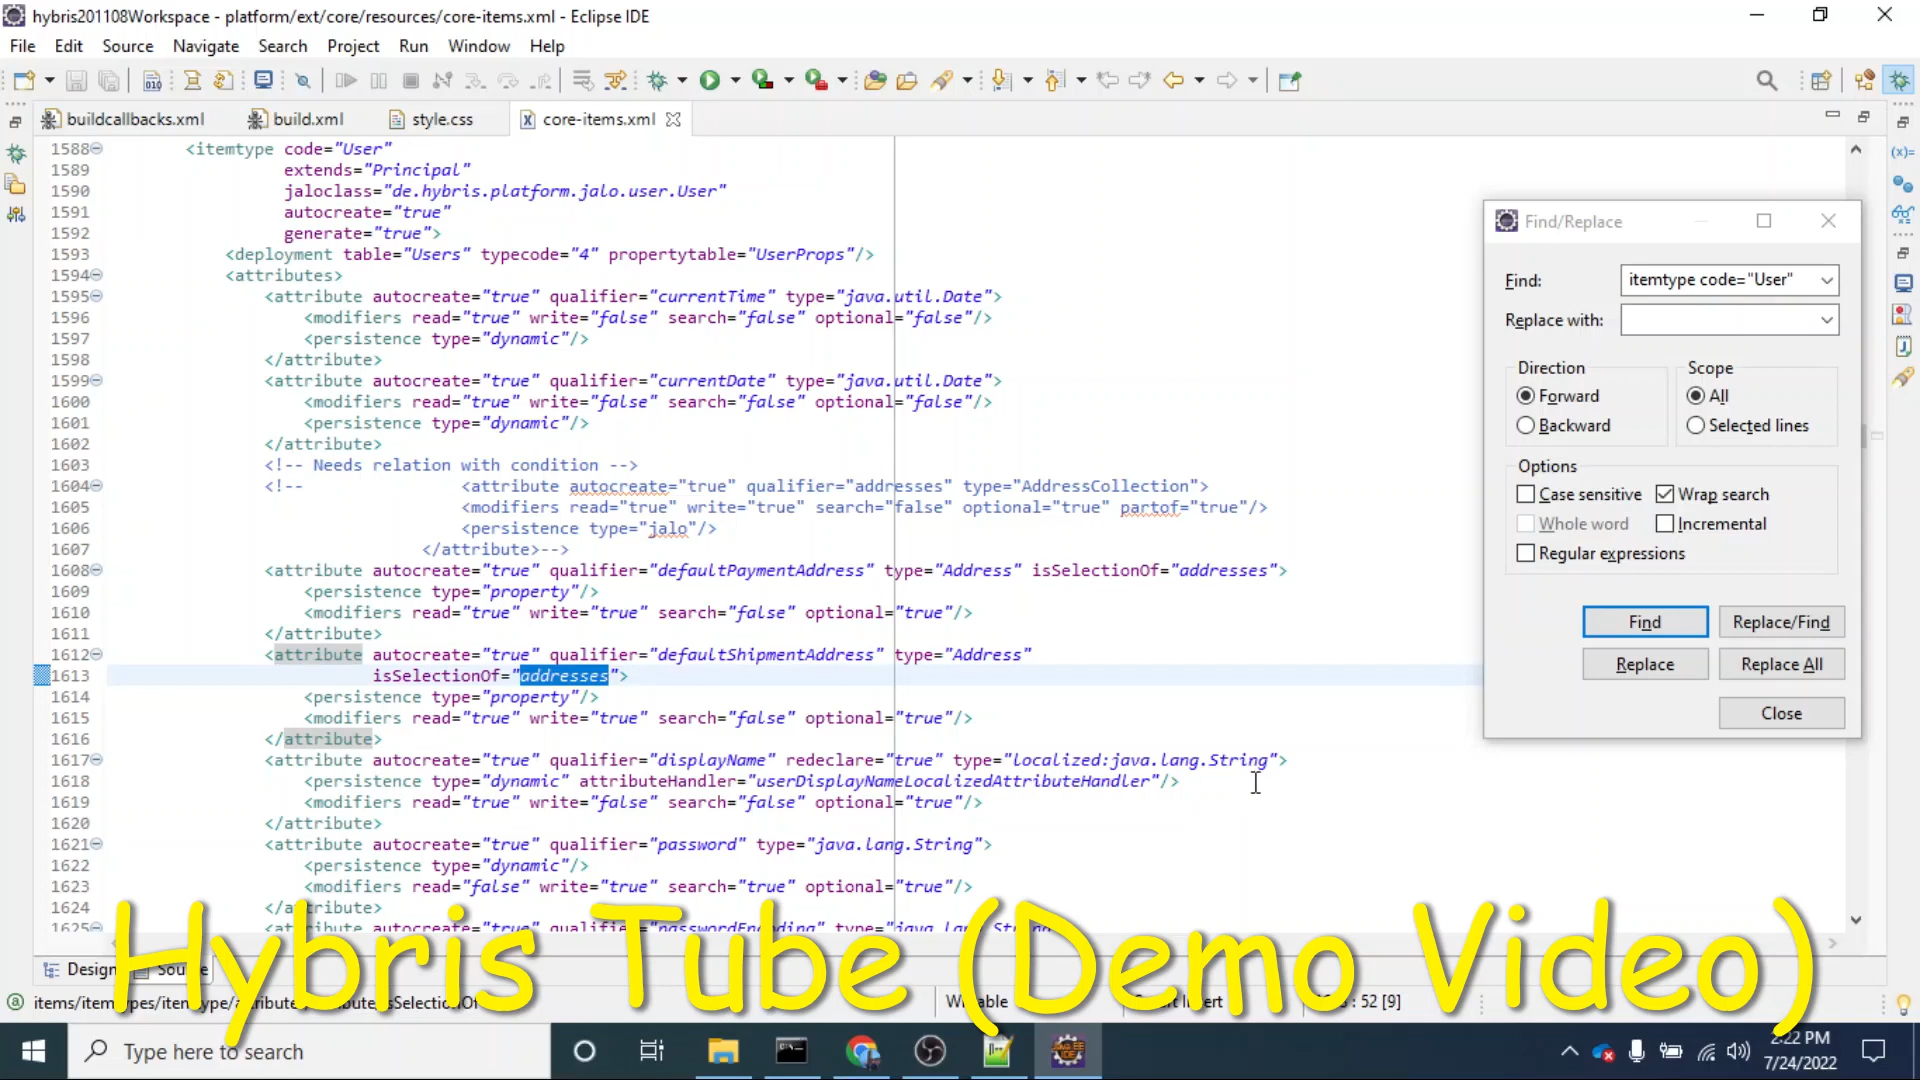 hybris201108Workspace - platform/ext/core/resources/core-items.xml - Eclipse IDE
File Edit Source Navigate Search Project Run Window Help
buildcallbacks.xml build.xml style.css core-items.xml
1588 <itemtype code="User"
1589 extends="Principal"
1590 jaloclass="de.hybris.platform.jalo.user.User"
1591 autocreate="true"
1592 generate="true">
1593 <deployment table="Users" typecode="4" propertytable="UserProps"/>
1594 <attributes>
1595 <attribute autocreate="true" qualifier="currentTime" type="java.util.Date">
1596 <modifiers read="true" write="false" search="false" optional="false"/>
1597 <persistence type="dynamic"/>
1598 </attribute>
1599 <attribute autocreate="true" qualifier="currentDate" type="java.util.Date">
1600 <modifiers read="true" write="false" search="false" optional="false"/>
1601 <persistence type="dynamic"/>
1602 </attribute>
1603 <!-- Needs relation with condition -->
1604 <!-- <attribute autocreate="true" qualifier="addresses" type="AddressCollection">
1605 <modifiers read="true" write="true" search="false" optional="true" partof="true"/>
1606 <persistence type="jalo"/>
1607 </attribute>-->
1608 <attribute autocreate="true" qualifier="defaultPaymentAddress" type="Address" isSelectionOf="addresses">
1609 <persistence type="property"/>
1610 <modifiers read="true" write="true" search="false" optional="true"/>
1611 </attribute>
1612 <attribute autocreate="true" qualifier="defaultShipmentAddress" type="Address"
1613 isSelectionOf="addresses">
1614 <persistence type="property"/>
1615 <modifiers read="true" write="true" search="false" optional="true"/>
1616 </attribute>
1617 <attribute autocreate="true" qualifier="displayName" redeclare="true" type="localized:java.lang.String">
1618 <persistence type="dynamic" attributeHandler="userDisplayNameLocalizedAttributeHandler"/>
1619 <modifiers read="true" write="false" search="false" optional="true"/>
1620 </attribute>
1621 <attribute autocreate="true" qualifier="password" type="java.lang.String">
1622 <persistence type="dynamic"/>
1623 <modifiers read="false" write="true" search="true" optional="true"/>
1624 </attribute>
1625
Find/Replace
Find: itemtype code="User"
Replace with:
Direction Scope
Forward All
Backward Selected lines
Options
Case sensitive Wrap search
Whole word Incremental
Regular expressions
Find Replace/Find
Replace Replace All
Close
Hybris Tube (Demo Video)
Design Source
: 52 [9]
Type here to search
2:22 PM
7/24/2022